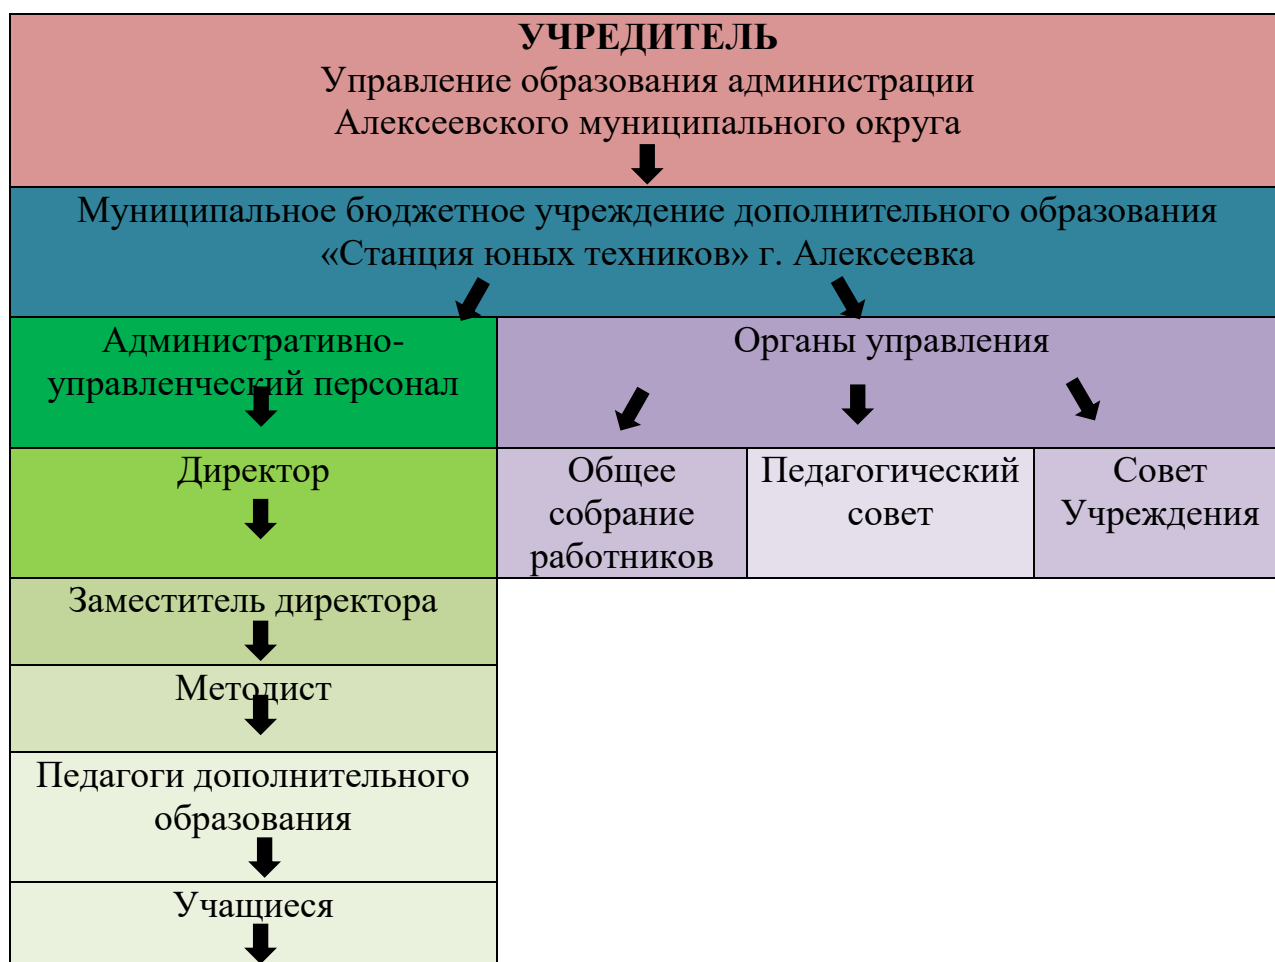 УЧРЕДИТЕЛЬ
Управление образования администрации
Алексеевского муниципального округа
Муниципальное бюджетное учреждение дополнительного образования
«Станция юных техников» г. Алексеевка
Административно-
управленческий персонал
Органы управления
Директор
Общее
собрание
работников
Педагогический
совет
Совет
Учреждения
Заместитель директора
Методист
Педагоги дополнительного
образования
Учащиеся